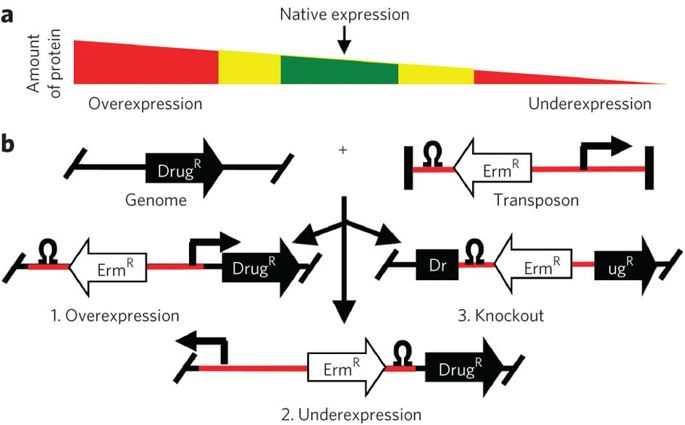 a
Native expression
Amount
of protein
Overexpression
Underexpression
b
Drug^R
Genome
+
Ω
Erm^R
Transposon
Ω
Erm^R
Drug^R
1. Overexpression
Dr
Ω
Erm^R
ug^R
3. Knockout
Erm^R
Ω
Drug^R
2. Underexpression